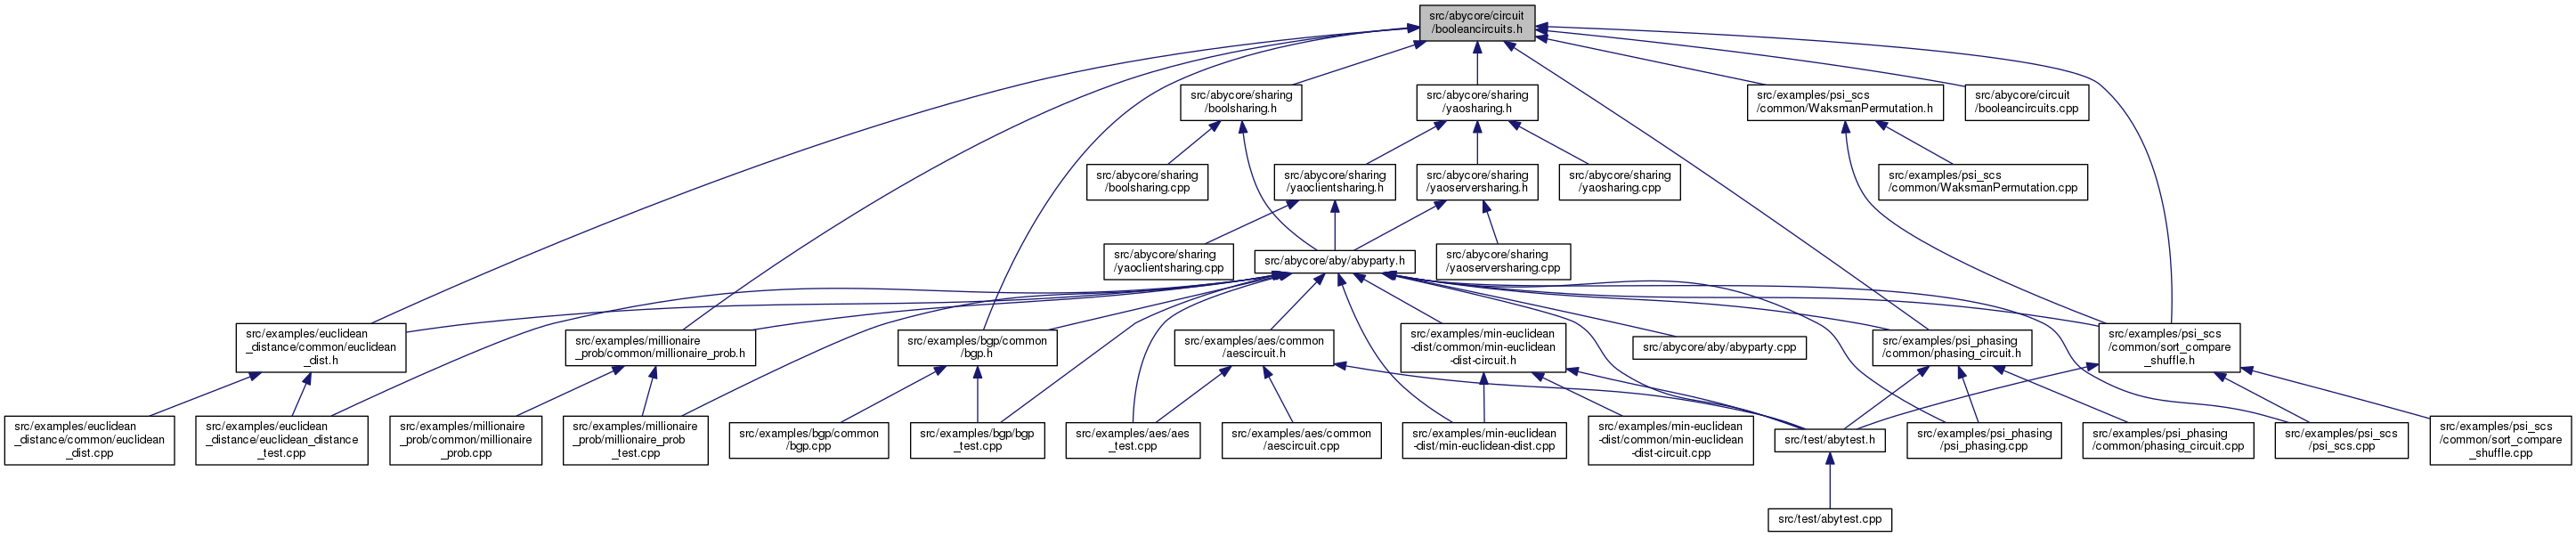 src/abycore/circuit
/booleancircuits.h
src/abycore/sharing
/boolsharing.h
src/abycore/sharing
/yaosharing.h
src/examples/psi_scs
/common/WaksmanPermutation.h
src/abycore/circuit
/booleancircuits.cpp
src/abycore/sharing
/boolsharing.cpp
src/abycore/sharing
/yaoclientsharing.h
src/abycore/sharing
/yaoserversharing.h
src/abycore/sharing
/yaosharing.cpp
src/examples/psi_scs
/common/WaksmanPermutation.cpp
src/abycore/sharing
/yaoclientsharing.cpp
src/abycore/aby/abyparty.h
src/abycore/sharing
/yaoserversharing.cpp
src/examples/euclidean
_distance/common/euclidean
_dist.h
src/examples/millionaire
_prob/common/millionaire_prob.h
src/examples/bgp/common
/bgp.h
src/examples/aes/common
/aescircuit.h
src/examples/min-euclidean
-dist/common/min-euclidean
-dist-circuit.h
src/abycore/aby/abyparty.cpp
src/examples/psi_phasing
/common/phasing_circuit.h
src/examples/psi_scs
/common/sort_compare
_shuffle.h
src/examples/euclidean
_distance/common/euclidean
_dist.cpp
src/examples/euclidean
_distance/euclidean_distance
_test.cpp
src/examples/millionaire
_prob/common/millionaire
_prob.cpp
src/examples/millionaire
_prob/millionaire_prob
_test.cpp
src/examples/bgp/common
/bgp.cpp
src/examples/bgp/bgp
_test.cpp
src/examples/aes/aes
_test.cpp
src/examples/aes/common
/aescircuit.cpp
src/examples/min-euclidean
-dist/min-euclidean-dist.cpp
src/examples/min-euclidean
-dist/common/min-euclidean
-dist-circuit.cpp
src/test/abytest.h
src/examples/psi_phasing
/psi_phasing.cpp
src/examples/psi_phasing
/common/phasing_circuit.cpp
src/examples/psi_scs
/psi_scs.cpp
src/examples/psi_scs
/common/sort_compare
_shuffle.cpp
src/test/abytest.cpp